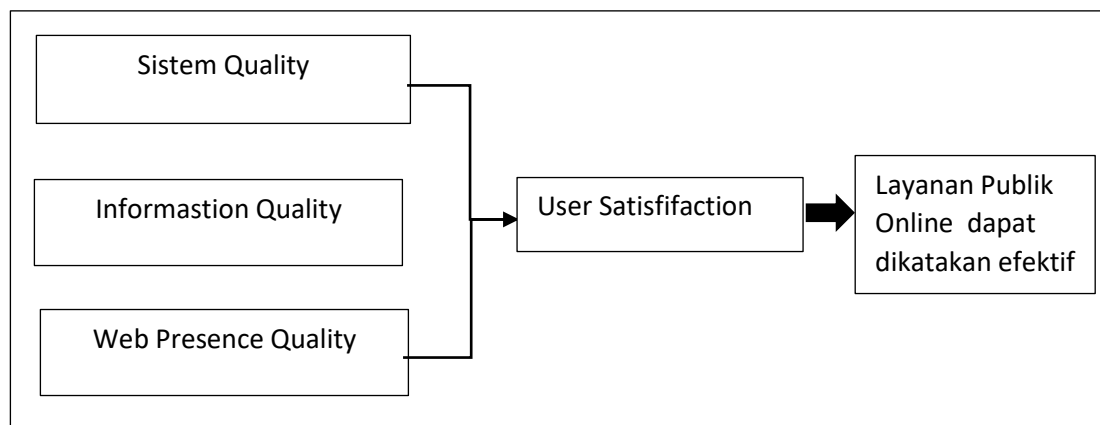 Sistem Quality
Informastion Quality
Web Presence Quality
User Satisfifaction
Layanan Publik
Online dapat
dikatakan efektif